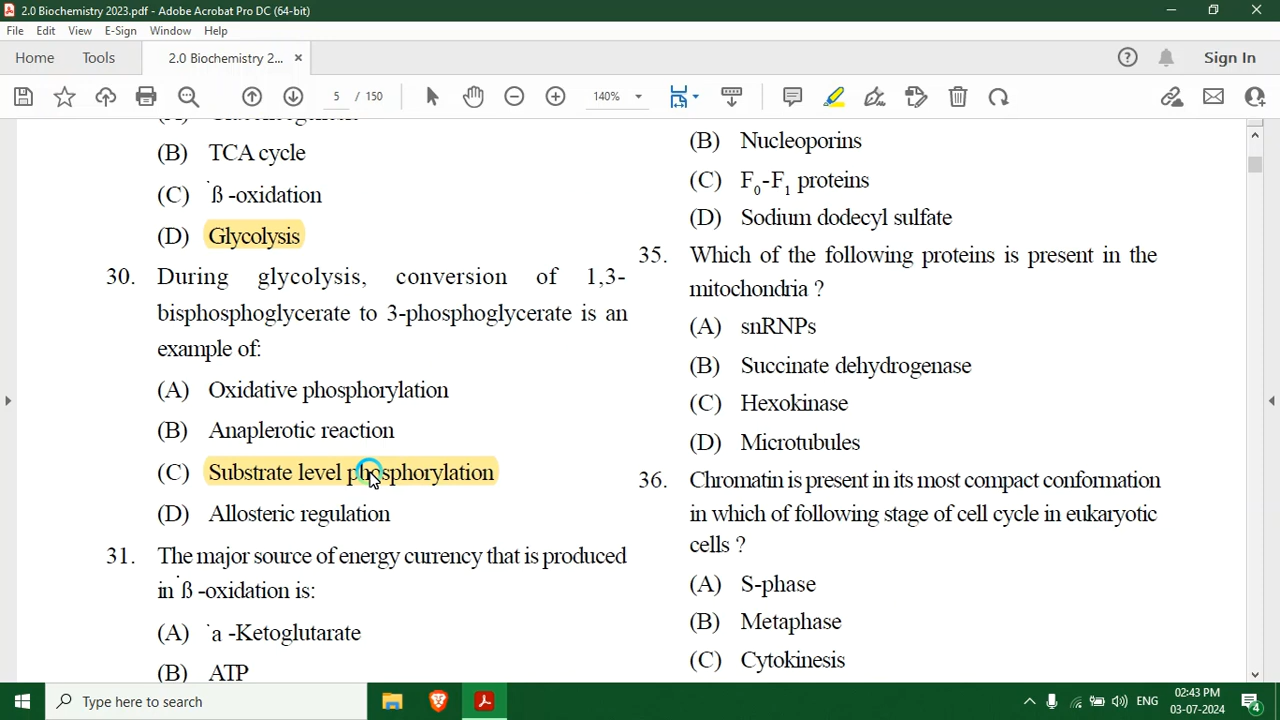 2.0 Biochemistry 2023.pdf - Adobe Acrobat Pro DC (64-bit)
File Edit View E-Sign Window Help
Home Tools 2.0 Biochemistry 2... × Sign In
5 / 150 140%
(B) TCA cycle
(C) ß -oxidation
(D) Glycolysis
30. During glycolysis, conversion of 1,3-
bisphosphoglycerate to 3-phosphoglycerate is an
example of:
(A) Oxidative phosphorylation
(B) Anaplerotic reaction
(C) Substrate level phosphorylation
(D) Allosteric regulation
31. The major source of energy currency that is produced
in ß -oxidation is:
(A) a -Ketoglutarate
(B) ATP
(B) Nucleoporins
(C) F0-F1 proteins
(D) Sodium dodecyl sulfate
35. Which of the following proteins is present in the
mitochondria ?
(A) snRNPs
(B) Succinate dehydrogenase
(C) Hexokinase
(D) Microtubules
36. Chromatin is present in its most compact conformation
in which of following stage of cell cycle in eukaryotic
cells ?
(A) S-phase
(B) Metaphase
(C) Cytokinesis
Type here to search
ENG
02:43 PM
03-07-2024
4